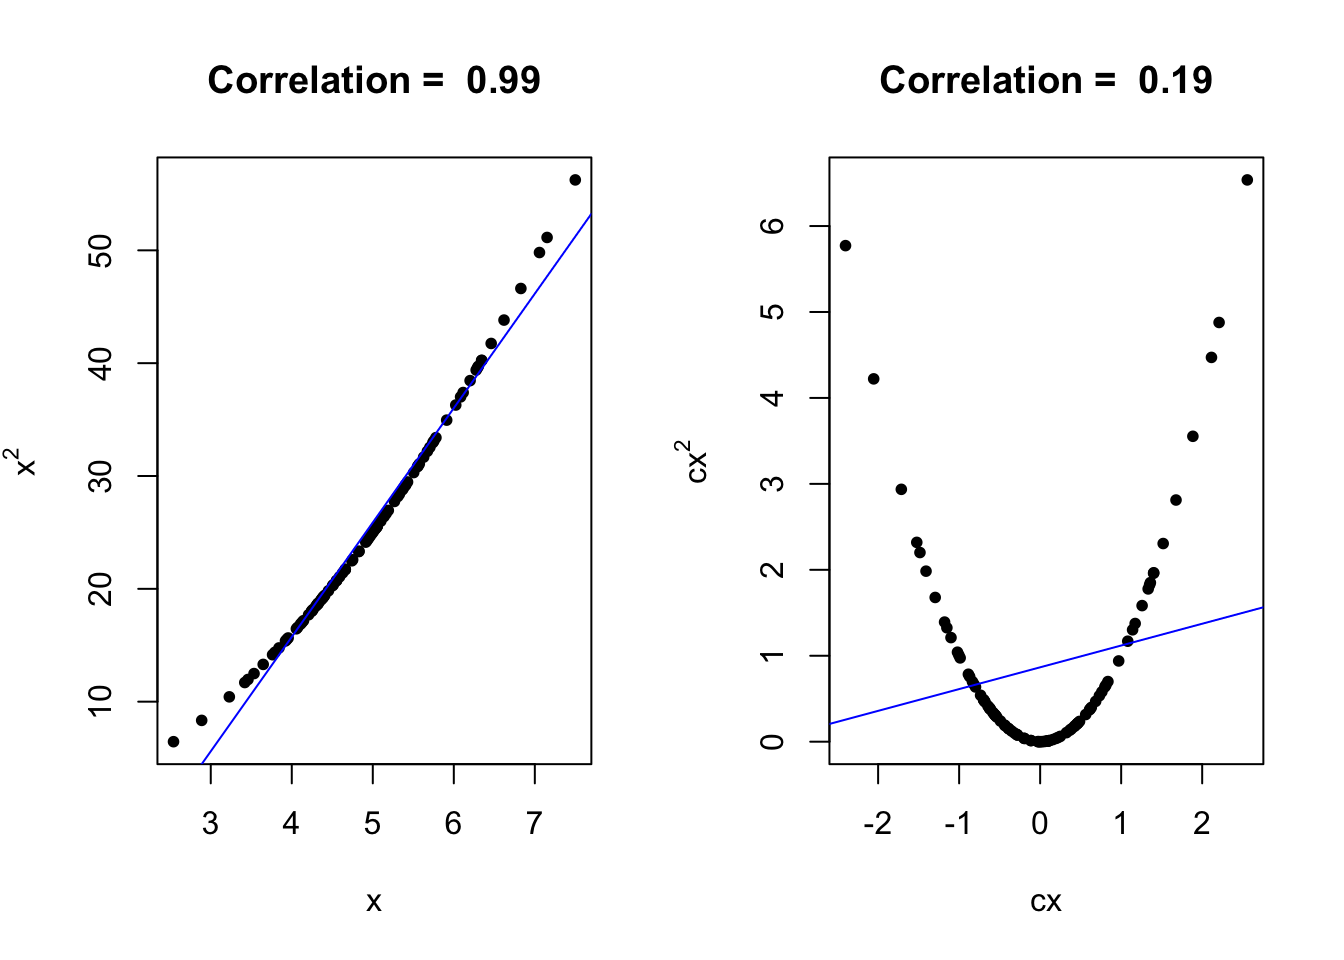 Correlation = 0.99
x²
50
40
30
20
10
3 4 5 6 7
x
Correlation = 0.19
cx²
6
5
4
3
2
1
0
-2 -1 0 1 2
cx